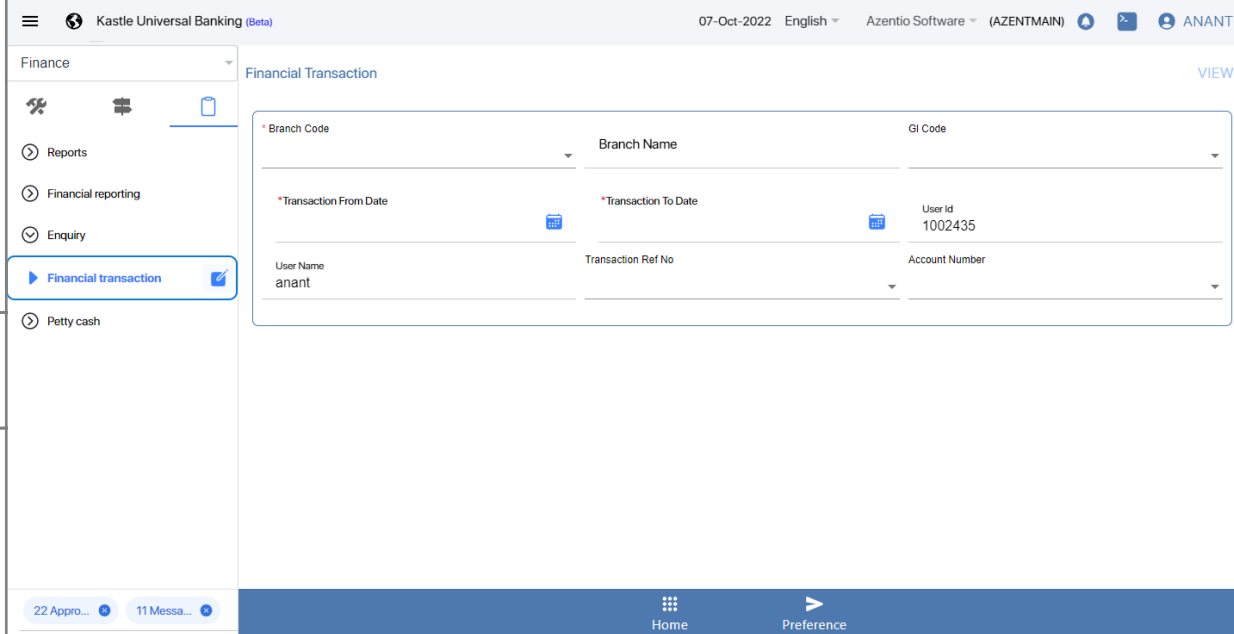 Kastle Universal Banking (Beta)
07-Oct-2022 English Azentio Software (AZENTMAIN) ANANT
Finance
Financial Transaction
VIEW
Reports
Financial reporting
Enquiry
Financial transaction
Petty cash
* Branch Code
Branch Name
Gl Code
*Transaction From Date
*Transaction To Date
User Id
1002435
User Name
anant
Transaction Ref No
Account Number
22 Appro...
11 Messa...
Home
Preference